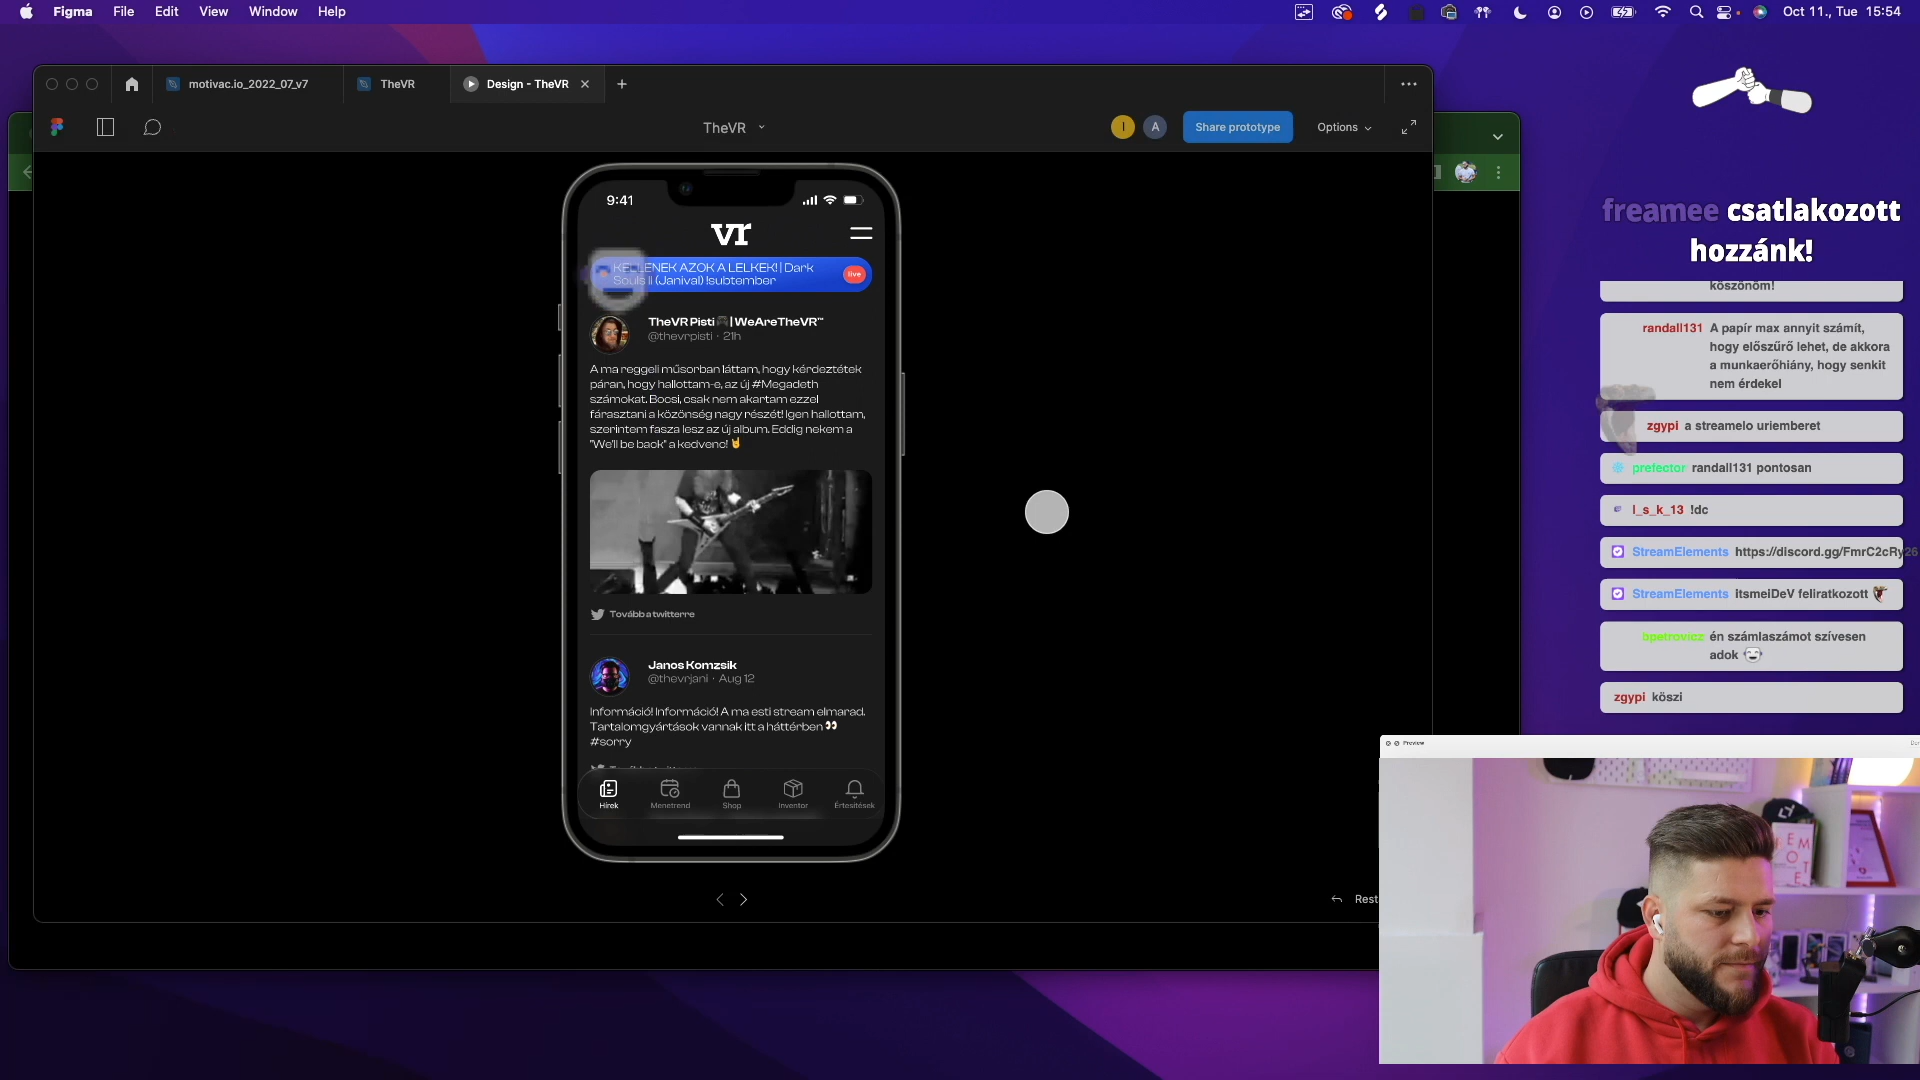 Figma File Edit View Window Help
Oct 11., Tue 15:54
motivac.io_2022_07_v7
TheVR
Design - TheVR
TheVR
I
A
Share prototype
Options
9:41
vr
KELLENEK AZOK A LELKEK! | Dark
Souls II (Janival) !subtember
live
TheVR Pisti 🎮 | WeAreTheVR™
@thevrpisti · 21h
A ma reggeli műsorban láttam, hogy kérdeztétek
páran, hogy hallottam-e, az új #Megadeth
számokat. Bocsi, csak nem akartam ezzel
fárasztani a közönség nagy részét! Igen hallottam,
szerintem fasza lesz az új album. Eddig nekem a
"We'll be back" a kedvenc! 🤘
Tovább a twitterre
Janos Komzsik
@thevrjani · Aug 12
Információ! Információ! A ma esti stream elmarad.
Tartalomgyártások vannak itt a háttérben 👀
#sorry
Hírek
Menetrend
Shop
Inventor
Értesítések
Rest
freamee csatlakozott
hozzánk!
köszönöm!
randall131 A papír max annyit számít,
hogy előszűrő lehet, de akkora
a munkaerőhiány, hogy senkit
nem érdekel
zgypi a streamelo uriemberet
prefector randall131 pontosan
l_s_k_13 !dc
StreamElements https://discord.gg/FmrC2cRy26
StreamElements itsmeiDeV feliratkozott
bpetrovicz én számlaszámot szívesen
adok
zgypi köszi
Preview